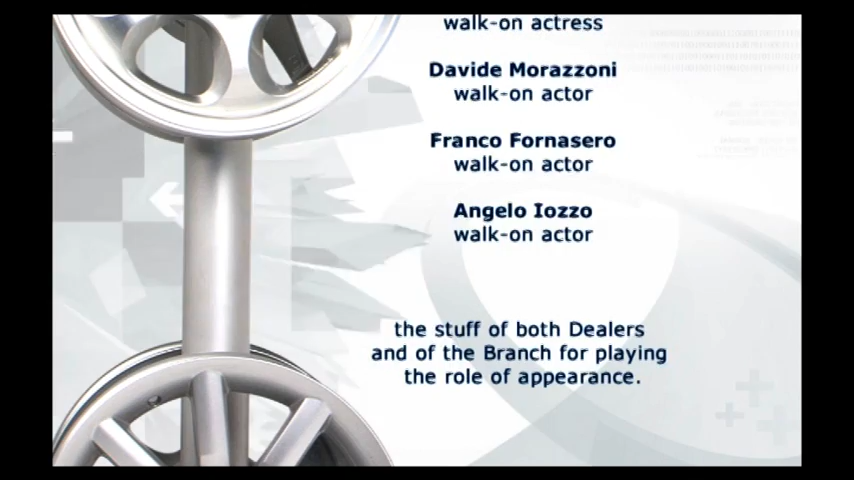 walk-on actress
Davide Morazzoni
walk-on actor
Franco Fornasero
walk-on actor
Angelo Iozzo
walk-on actor
the stuff of both Dealers
and of the Branch for playing
the role of appearance.